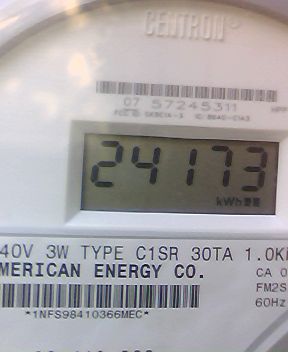 CENTRON®
07 57245311
24173
kWh
40V 3W TYPE C1SR 30TA 1.0K
MERICAN ENERGY CO.
CA 0
FM2S
60Hz
*1NFS98410366MEC*